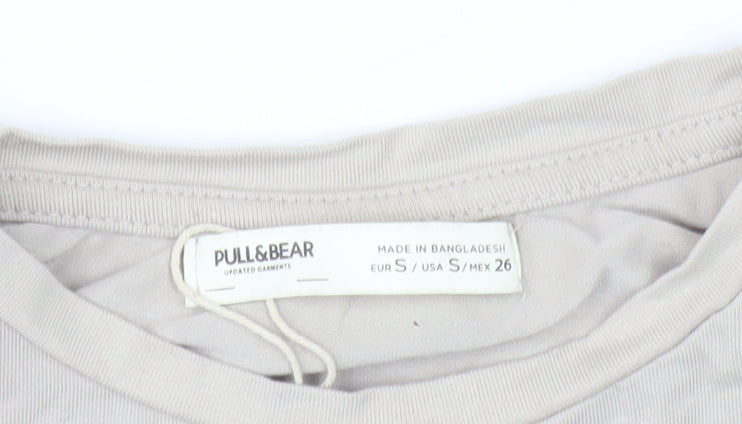 PULL&BEAR
UPDATED GARMENTS
MADE IN BANGLADESH
EUR S / USA S / MEX 26